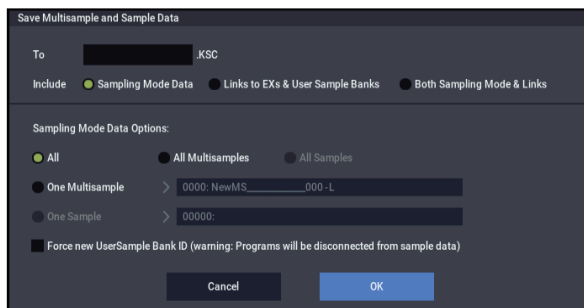 Save Multisample and Sample Data
To .KSC
Include Sampling Mode Data Links to EXs & User Sample Banks Both Sampling Mode & Links
Sampling Mode Data Options:
All All Multisamples All Samples
One Multisample > 0000: NewMS____________000-L
One Sample > 00000:
Force new UserSample Bank ID (warning: Programs will be disconnected from sample data)
Cancel OK